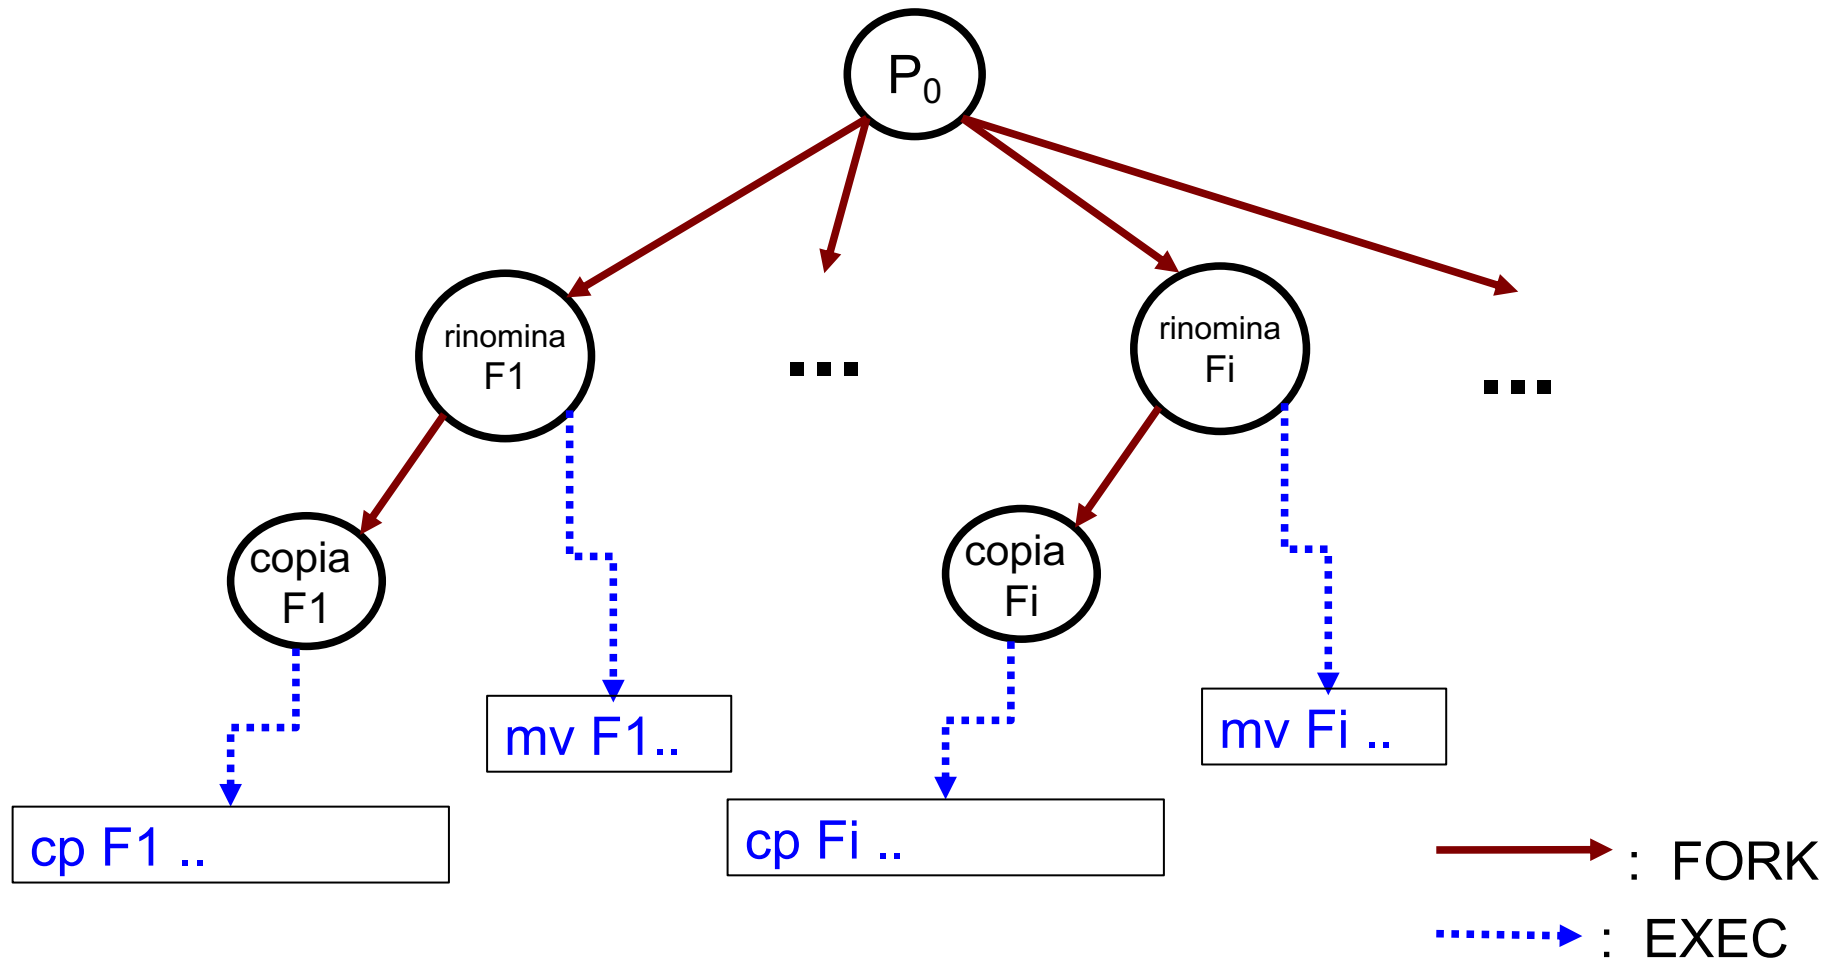 P₀
rinomina
F1
...
rinomina
Fi
...
copia
F1
copia
Fi
mv F1..
mv Fi ..
cp F1 ..
cp Fi ..
: FORK
: EXEC